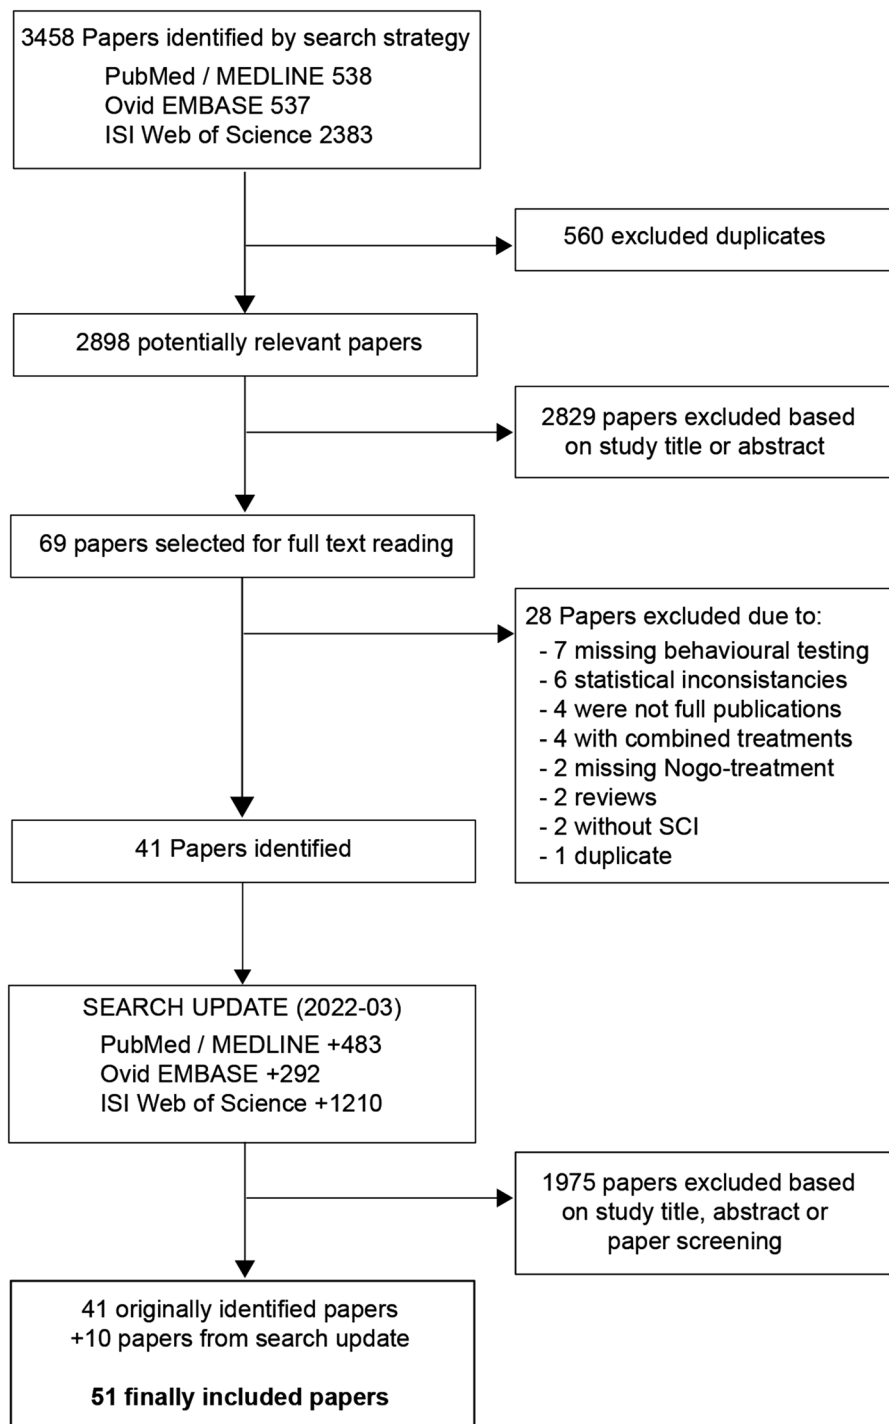 3458 Papers identified by search strategy
PubMed / MEDLINE 538
Ovid EMBASE 537
ISI Web of Science 2383
560 excluded duplicates
2898 potentially relevant papers
2829 papers excluded based
on study title or abstract
69 papers selected for full text reading
28 Papers excluded due to:
- 7 missing behavioural testing
- 6 statistical inconsistancies
- 4 were not full publications
- 4 with combined treatments
- 2 missing Nogo-treatment
- 2 reviews
- 2 without SCI
- 1 duplicate
41 Papers identified
SEARCH UPDATE (2022-03)
PubMed / MEDLINE +483
Ovid EMBASE +292
ISI Web of Science +1210
1975 papers excluded based
on study title, abstract or
paper screening
41 originally identified papers
+10 papers from search update
51 finally included papers